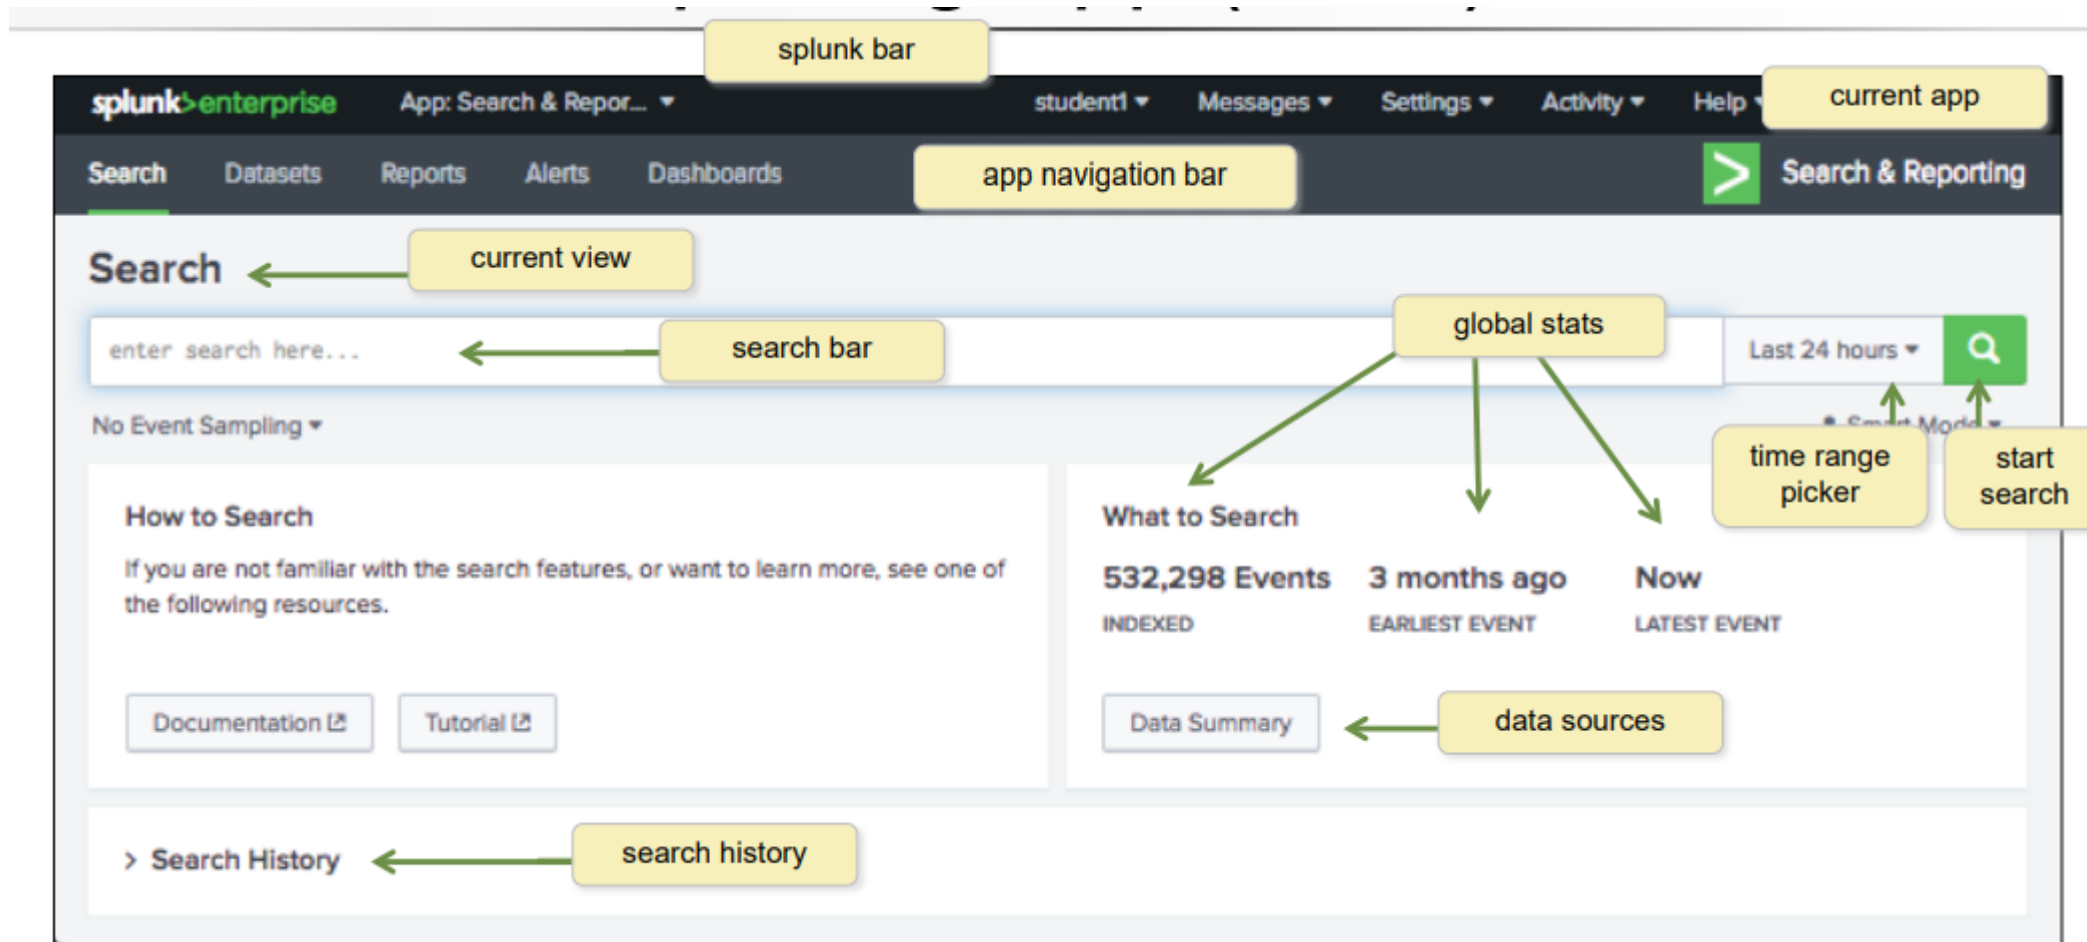 splunk bar
splunk>enterprise App: Search & Repor... student1 Messages Settings Activity Help current app
Search Datasets Reports Alerts Dashboards app navigation bar > Search & Reporting
Search current view
enter search here... search bar global stats Last 24 hours
No Event Sampling Smart Mode
time range
picker
start
search
How to Search
If you are not familiar with the search features, or want to learn more, see one of
the following resources.
Documentation Tutorial
What to Search
532,298 Events 3 months ago Now
INDEXED EARLIEST EVENT LATEST EVENT
Data Summary data sources
> Search History search history